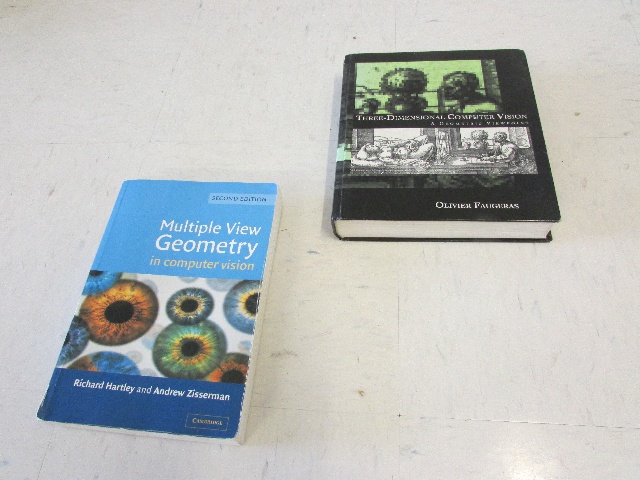 SECOND EDITION
Multiple View
Geometry
in computer vision
Richard Hartley and Andrew Zisserman
CAMBRIDGE
THREE-DIMENSIONAL COMPUTER VISION
A GEOMETRIC VIEWPOINT
OLIVIER FAUGERAS